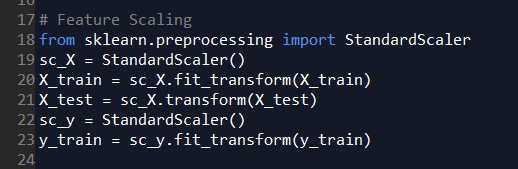 17 # Feature Scaling
18 from sklearn.preprocessing import StandardScaler
19 sc_X = StandardScaler()
20 X_train = sc_X.fit_transform(X_train)
21 X_test = sc_X.transform(X_test)
22 sc_y = StandardScaler()
23 y_train = sc_y.fit_transform(y_train)
24